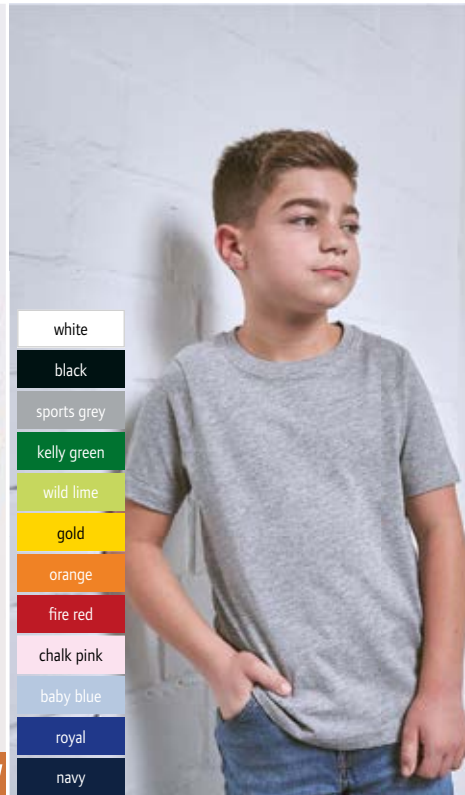 white
black
sports grey
kelly green
wild lime
gold
orange
fire red
chalk pink
baby blue
royal
navy